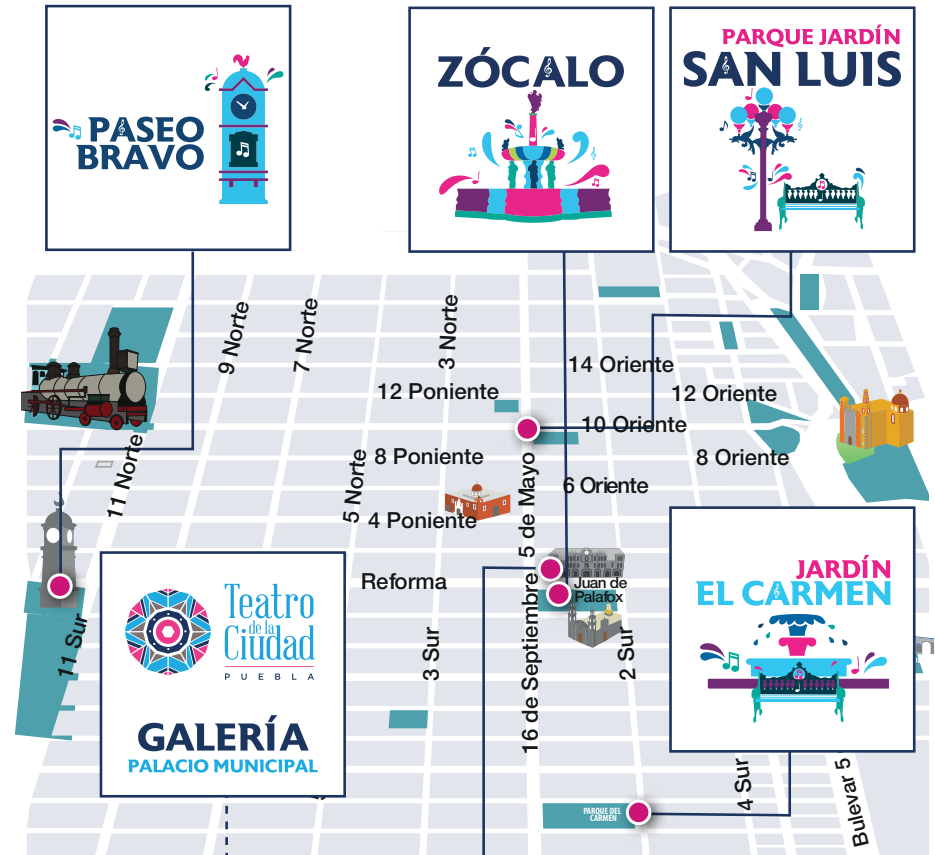 PASEO
BRAVO
ZÓCALO
PARQUE JARDÍN
SAN LUIS
9 Norte
7 Norte
3 Norte
14 Oriente
12 Poniente
12 Oriente
10 Oriente
11 Norte
5 Norte
8 Poniente
8 Oriente
5 de Mayo
6 Oriente
4 Poniente
Reforma
Juan de
Palafox
JARDÍN
EL CARMEN
Teatro
de la
Ciudad
PUEBLA
GALERÍA
PALACIO MUNICIPAL
11 Sur
3 Sur
16 de Septiembre
2 Sur
4 Sur
Bulevar 5
PARQUE DEL
CARMEN